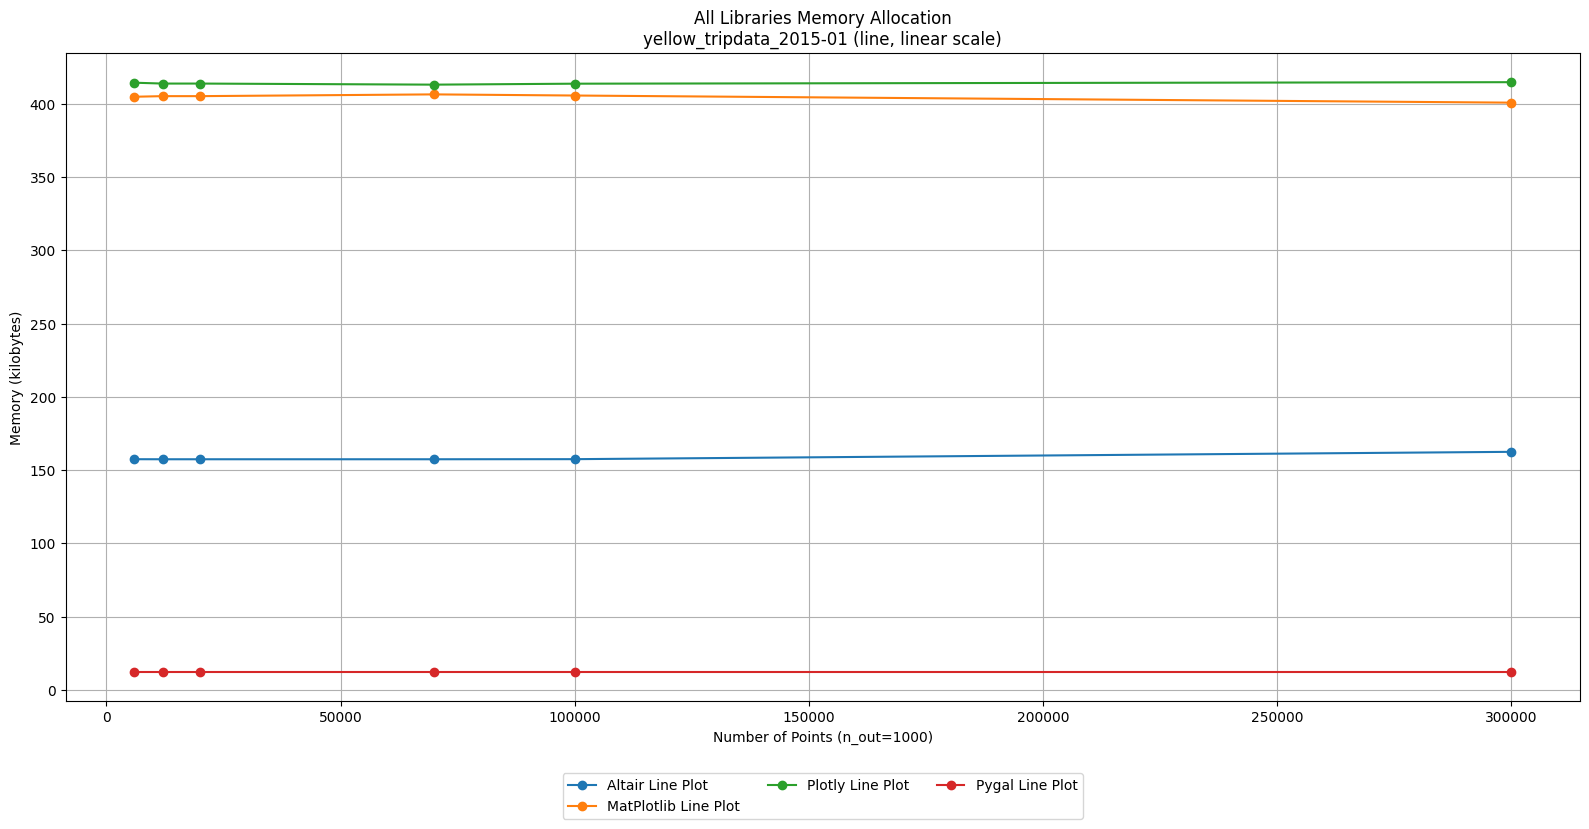 All Libraries Memory Allocation
yellow_tripdata_2015-01 (line, linear scale)
Memory (kilobytes)
400
350
300
250
200
150
100
50
0
0 50000 100000 150000 200000 250000 300000
Number of Points (n_out=1000)
Altair Line Plot Plotly Line Plot Pygal Line Plot
MatPlotlib Line Plot